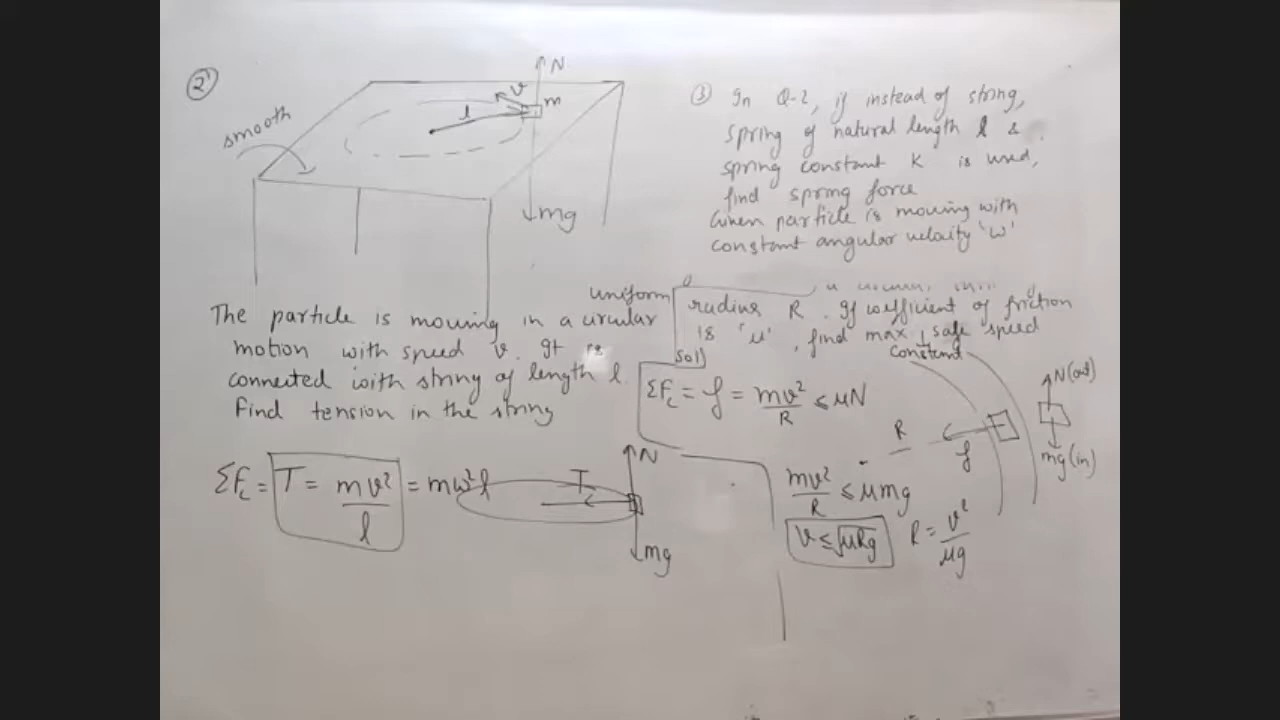 2
N
v
m
l
smooth
mg
The particle is moving in a uniform circular
motion with speed v. It is
connected with string of length l.
Find tension in the string
ΣFc = T = mv²/l = mω²l
T
N
mg
③ In Q-2, if instead of string,
spring of natural length l &
spring constant K is used,
find spring force
when particle is moving with
constant angular velocity 'ω'
radius R. If coefficient of friction
is 'μ', find max safe speed
constant
Sol
ΣFc = f = mv²/R ≤ μN
R
f
N(out)
mg(in)
mv²/R ≤ μmg
v ≤ √μRg
R = v²/μg